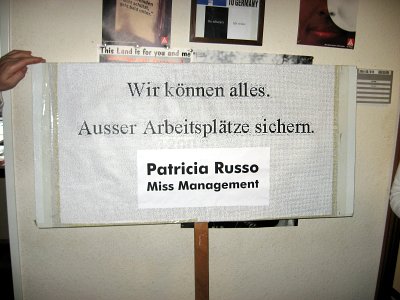 TO GERMANY
This Land is for you and me
Wir können alles.
Ausser Arbeitsplätze sichern.
Patricia Russo
Miss Management